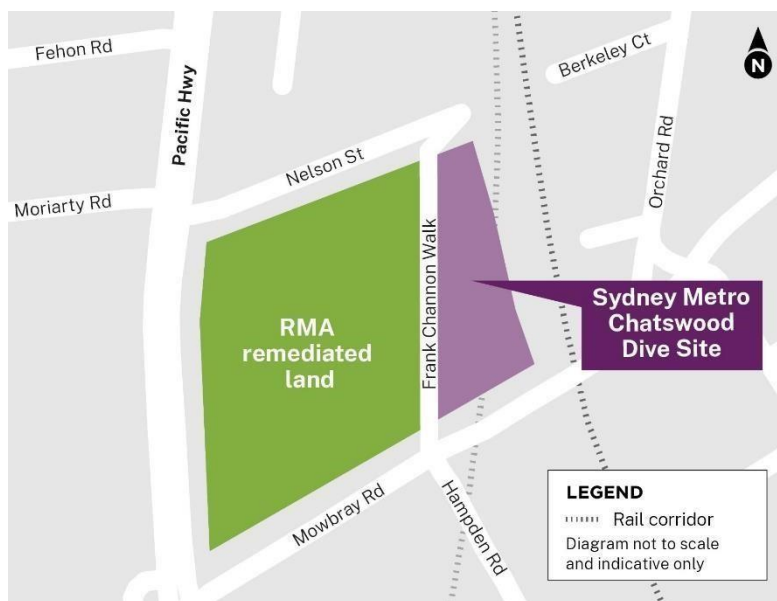 Fehon Rd
Pacific Hwy
Berkeley Ct
N
Nelson St
Orchard Rd
Moriarty Rd
Frank Channon Walk
RMA
remediated
land
Sydney Metro
Chatswood
Dive Site
Mowbray Rd
Hampden Rd
LEGEND
Rail corridor
Diagram not to scale
and indicative only